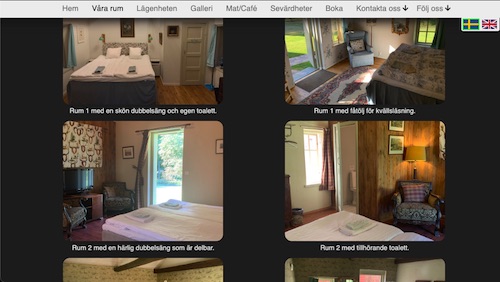 Hem Våra rum Lägenheten Galleri Mat/Café Sevärdheter Boka Kontakta oss Följ oss
Rum 1 med en skön dubbelsäng och egen toalett.
Rum 1 med fåtölj för kvällsläsning.
Rum 2 med en härlig dubbelsäng som är delbar.
Rum 2 med tillhörande toalett.